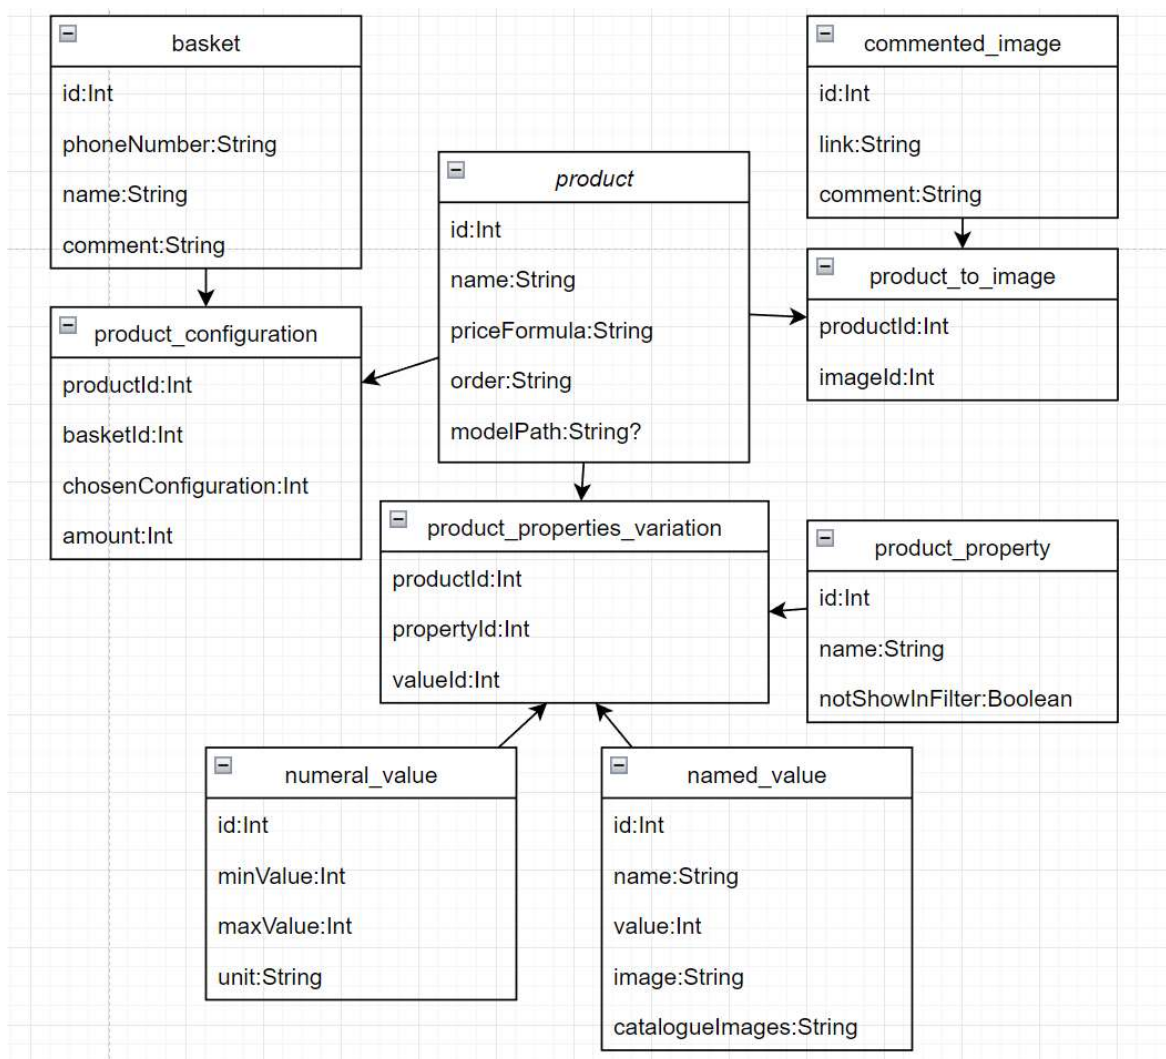 basket
id:Int
phoneNumber:String
name:String
comment:String
commented_image
id:Int
link:String
comment:String
product
id:Int
name:String
priceFormula:String
order:String
modelPath:String?
product_to_image
productId:Int
imageId:Int
product_configuration
productId:Int
basketId:Int
chosenConfiguration:Int
amount:Int
product_properties_variation
productId:Int
propertyId:Int
valueId:Int
product_property
id:Int
name:String
notShowInFilter:Boolean
numeral_value
id:Int
minValue:Int
maxValue:Int
unit:String
named_value
id:Int
name:String
value:Int
image:String
catalogueImages:String